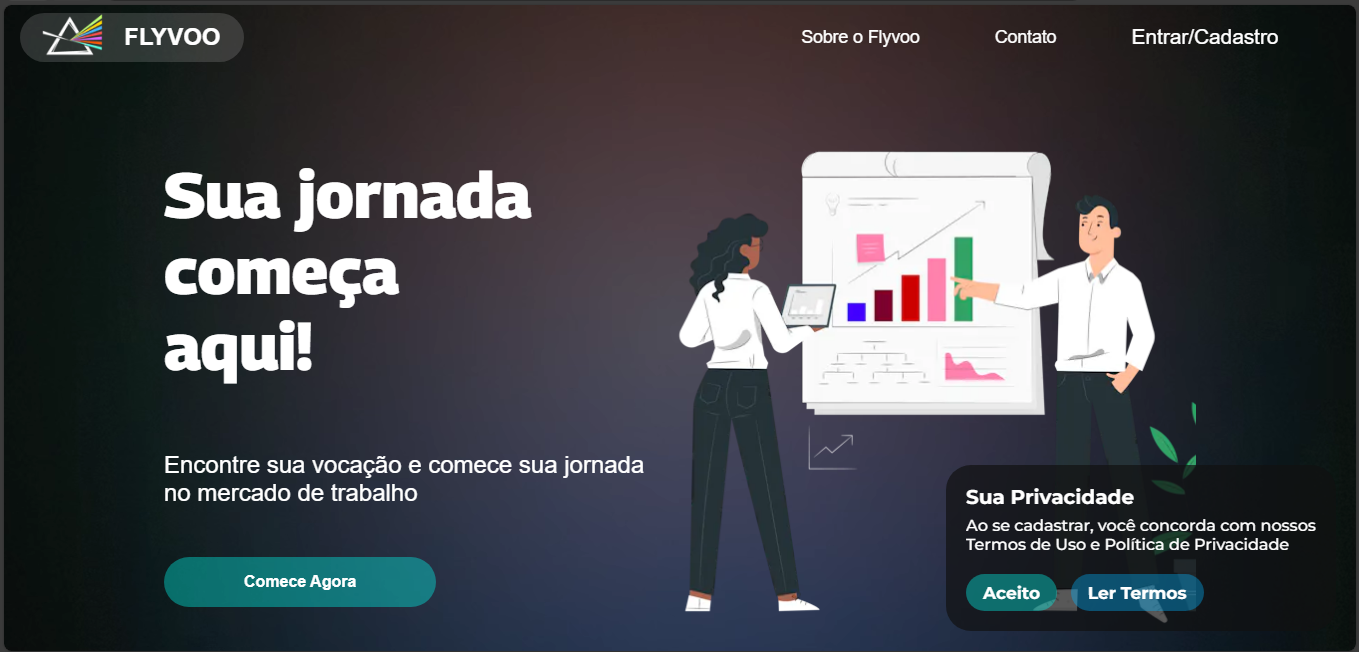 FLYVOO
Sobre o Flyvoo
Contato
Entrar/Cadastro
Sua jornada
começa
aqui!
Encontre sua vocação e comece sua jornada
no mercado de trabalho
Comece Agora
Sua Privacidade
Ao se cadastrar, você concorda com nossos
Termos de Uso e Política de Privacidade
Aceito
Ler Termos